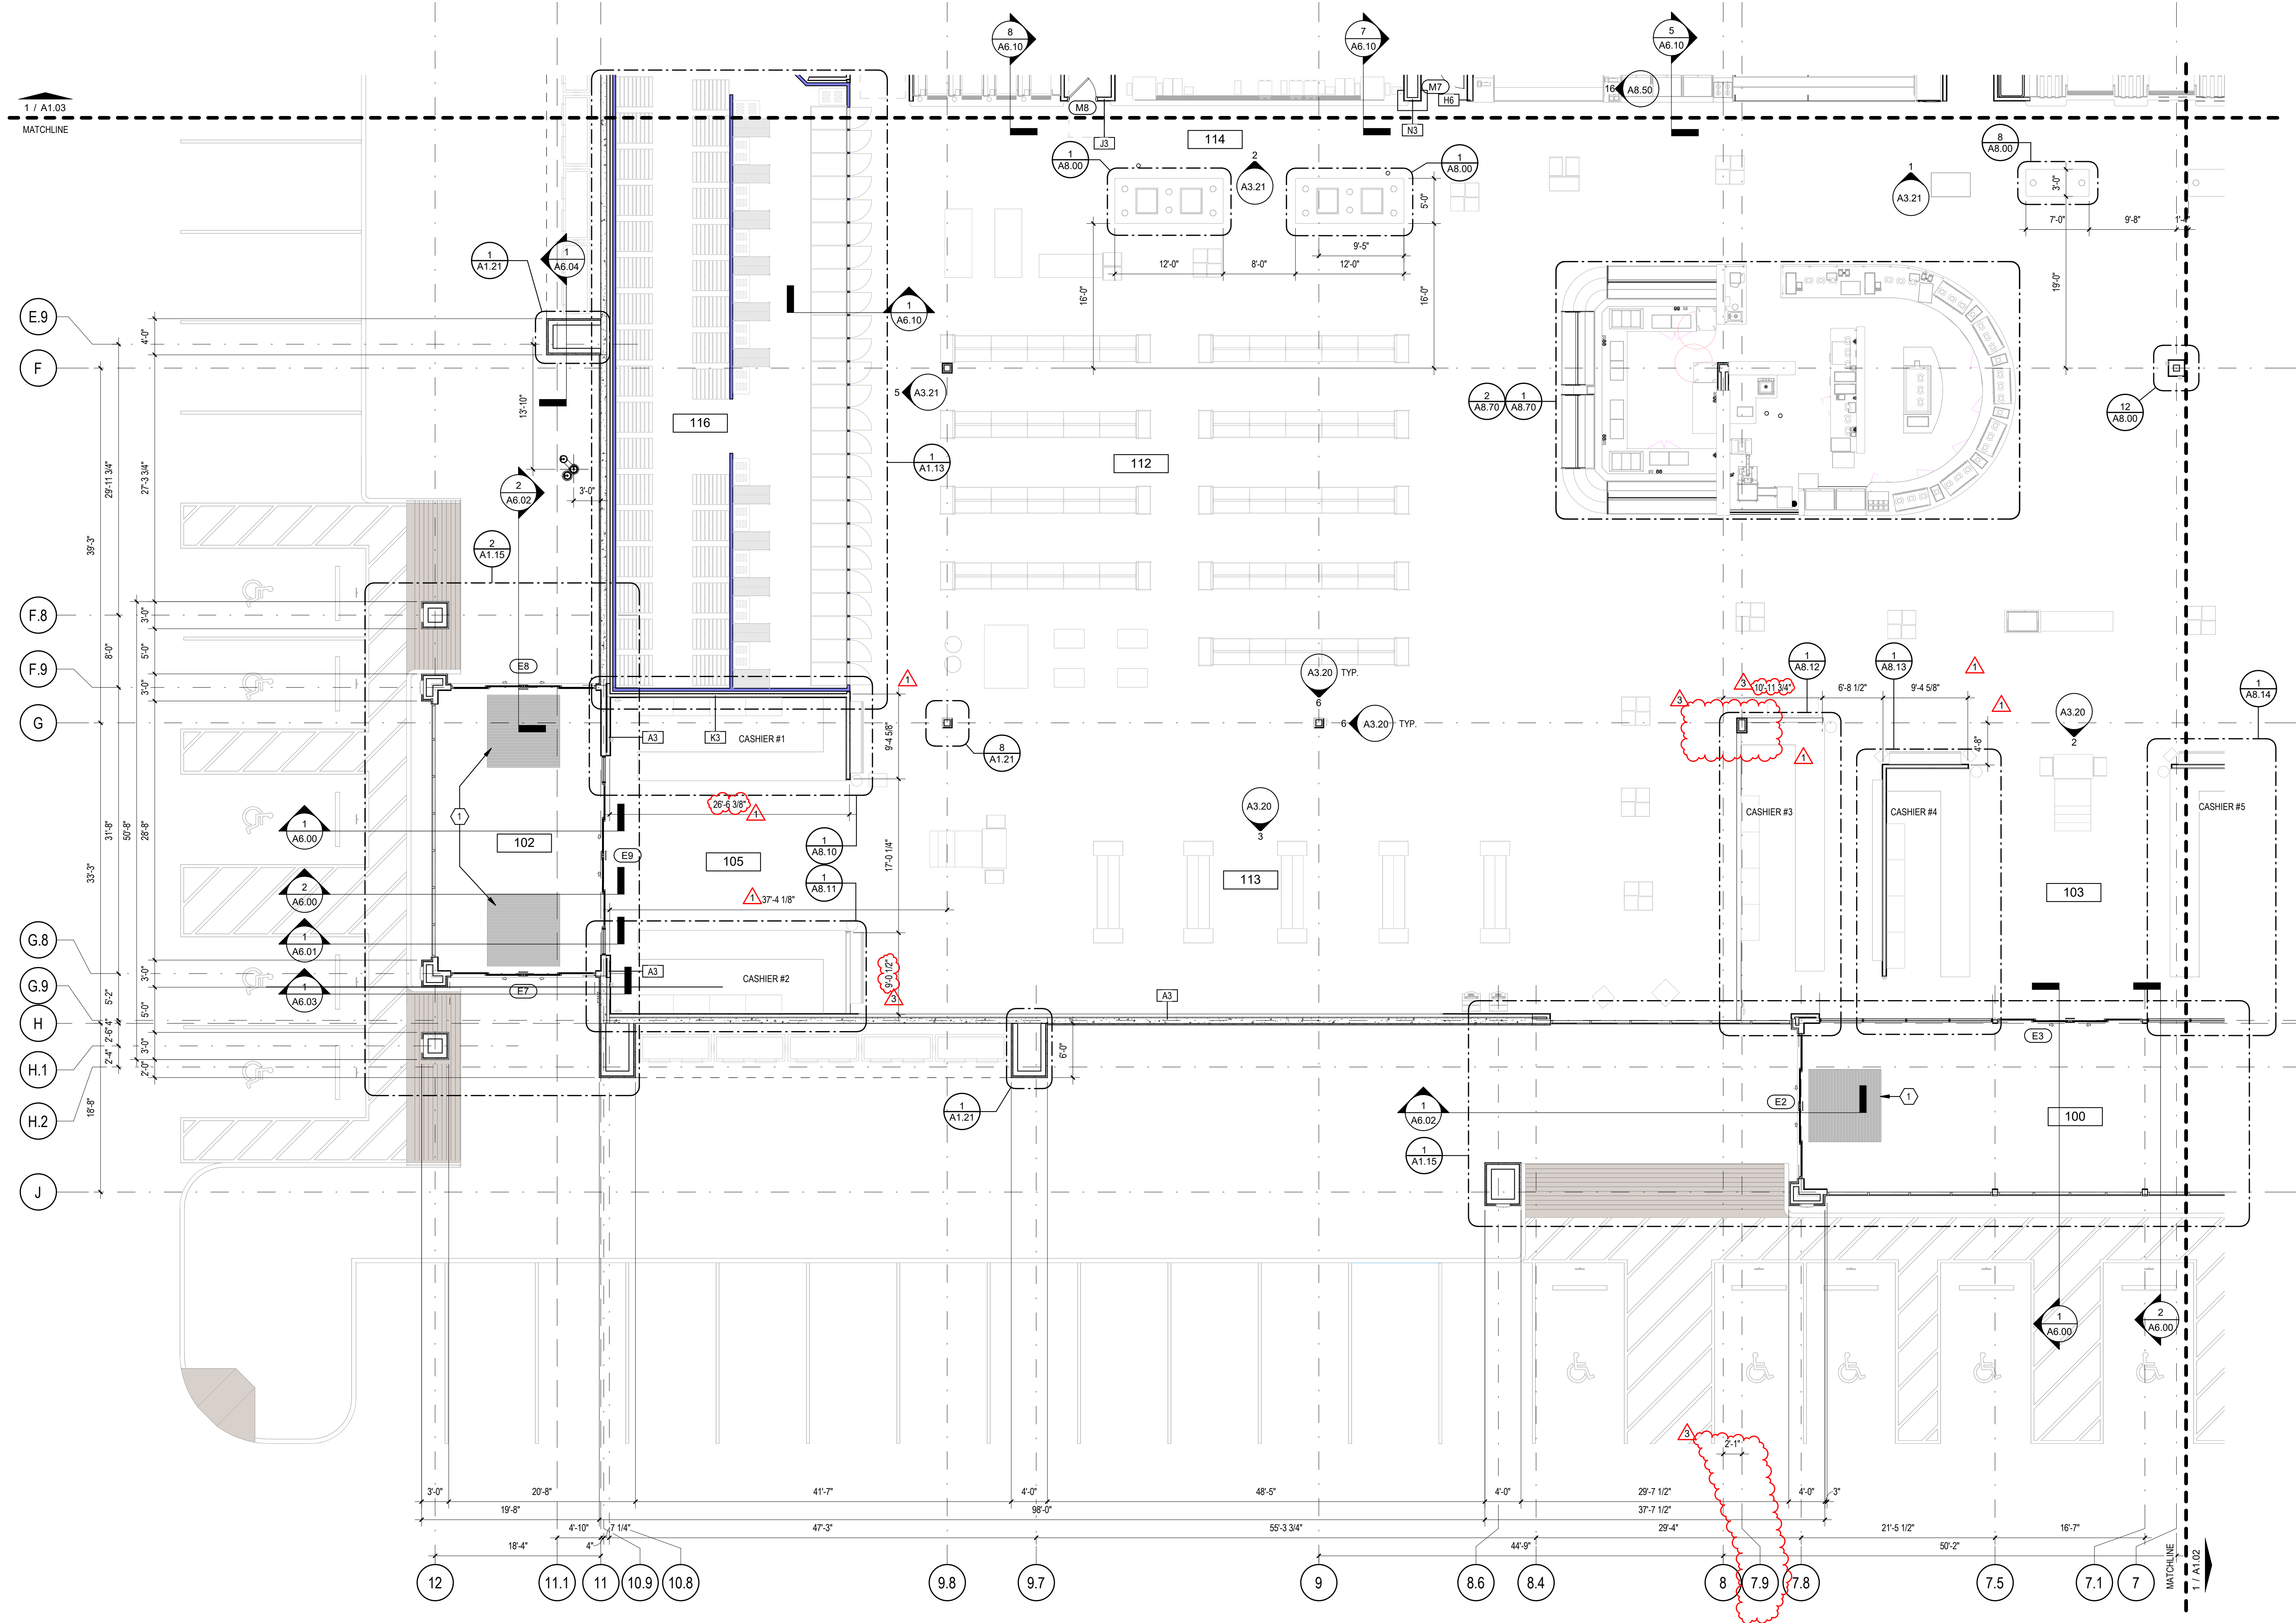 1 / A1.03
MATCHLINE
8
A6.10
7
A6.10
5
A6.10
16
A8.50
M8
M7
H6
J3
N3
114
1
A8.00
2
A3.21
1
A8.00
8
A8.00
1
A3.21
3'-0"
5'-0"
7'-0"
9'-8"
1'-4"
9'-5"
12'-0"
8'-0"
12'-0"
16'-0"
16'-0"
19'-0"
1
A1.21
1
A6.04
1
A6.10
E.9
4'-0"
F
5
A3.21
2
A8.70
1
A8.70
12
A8.00
13'-10"
116
112
1
A1.13
29'-11 3/4"
27'-3 3/4"
2
A6.02
3'-0"
39'-3"
2
A1.15
F.8
3'-0"
8'-0"
5'-0"
F.9
3'-0"
E8
1
A3.20 TYP.
6
6
A3.20 TYP.
1
A8.12
1
A8.13
1
1
A8.14
3
10'-11 3/4"
6'-8 1/2"
9'-4 5/8"
3
1
1
A3.20
2
4'-8"
G
A3.
K3
CASHIER #1
9'-4 5/8"
8
A1.21
CASHIER #3
CASHIER #4
CASHIER #5
26'-6 3/8"
1
A3.20
3
1
1
A6.00
102
E9
105
1
A8.10
17'-0 1/4"
31'-8"
50'-8"
28'-8"
33'-3"
2
A6.00
1
A8.11
113
103
1
37'-4 1/8"
G.8
1
A6.01
3'-0"
A3
CASHIER #2
9'-0 1/2"
3
G.9
5'-2"
1
A6.03
E7
A3
5'-0"
H
4"
2'-6"
E3
H.1
3'-0"
2'-4"
2'-0"
6'-0"
H.2
18'-8"
1
A1.21
1
A6.02
E2
1
100
1
A1.15
J
1
A6.00
2
A6.00
3
2'-1"
3'-0"
20'-8"
41'-7"
4'-0"
48'-5"
4'-0"
29'-7 1/2"
4'-0"
3"
19'-8"
98'-0"
37'-7 1/2"
4'-10"
7 1/4"
47'-3"
55'-3 3/4"
29'-4"
21'-5 1/2"
16'-7"
18'-4"
4"
44'-9"
50'-2"
12
11.1
11
10.9
10.8
9.8
9.7
9
8.6
8.4
8
7.9
7.8
7.5
7.1
7
MATCHLINE
1 / A1.02